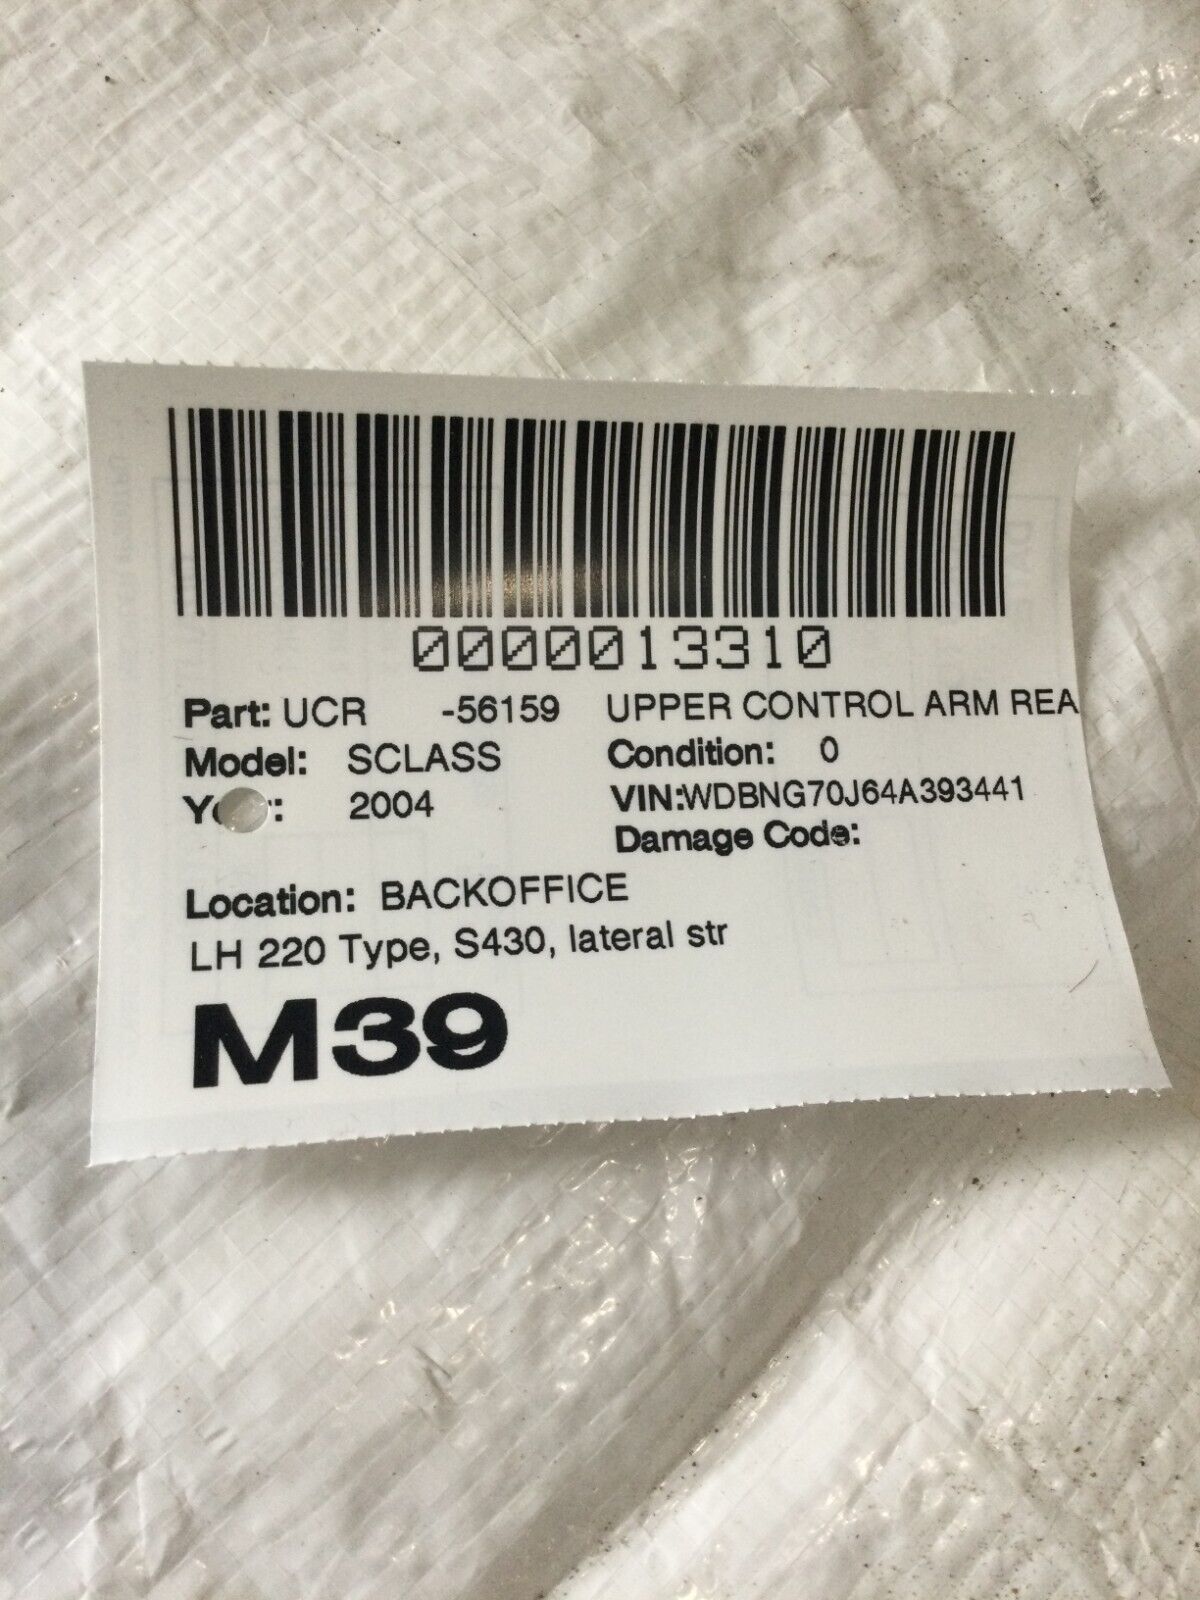 0000013310
Part: UCR -56159 UPPER CONTROL ARM REA
Model: SCLASS Condition: 0
2004 VIN:WDBNG70J64A393441
Damage Code:
Location: BACKOFFICE
LH 220 Type, S430, lateral str
M39